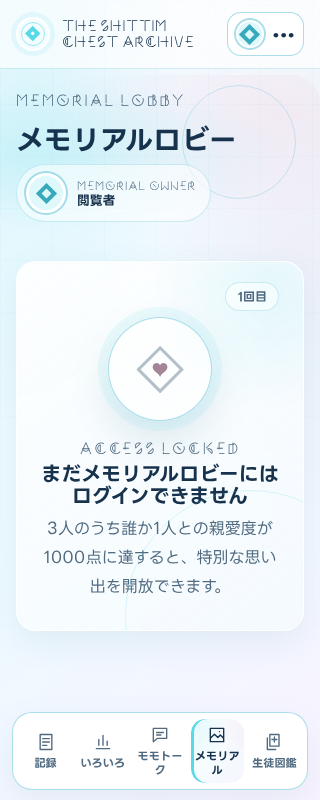 THE SHITTIM
CHEST ARCHIVE
MEMORIAL LOBBY
メモリアルロビー
MEMORIAL OWNER
閲覧者
1回目
ACCESS LOCKED
まだメモリアルロビーには
ログインできません
3人のうち誰か1人との親愛度が
1000点に達すると、特別な思い
出を開放できます。
記録
いろいろ
モモトー
ク
メモリア
ル
生徒図鑑